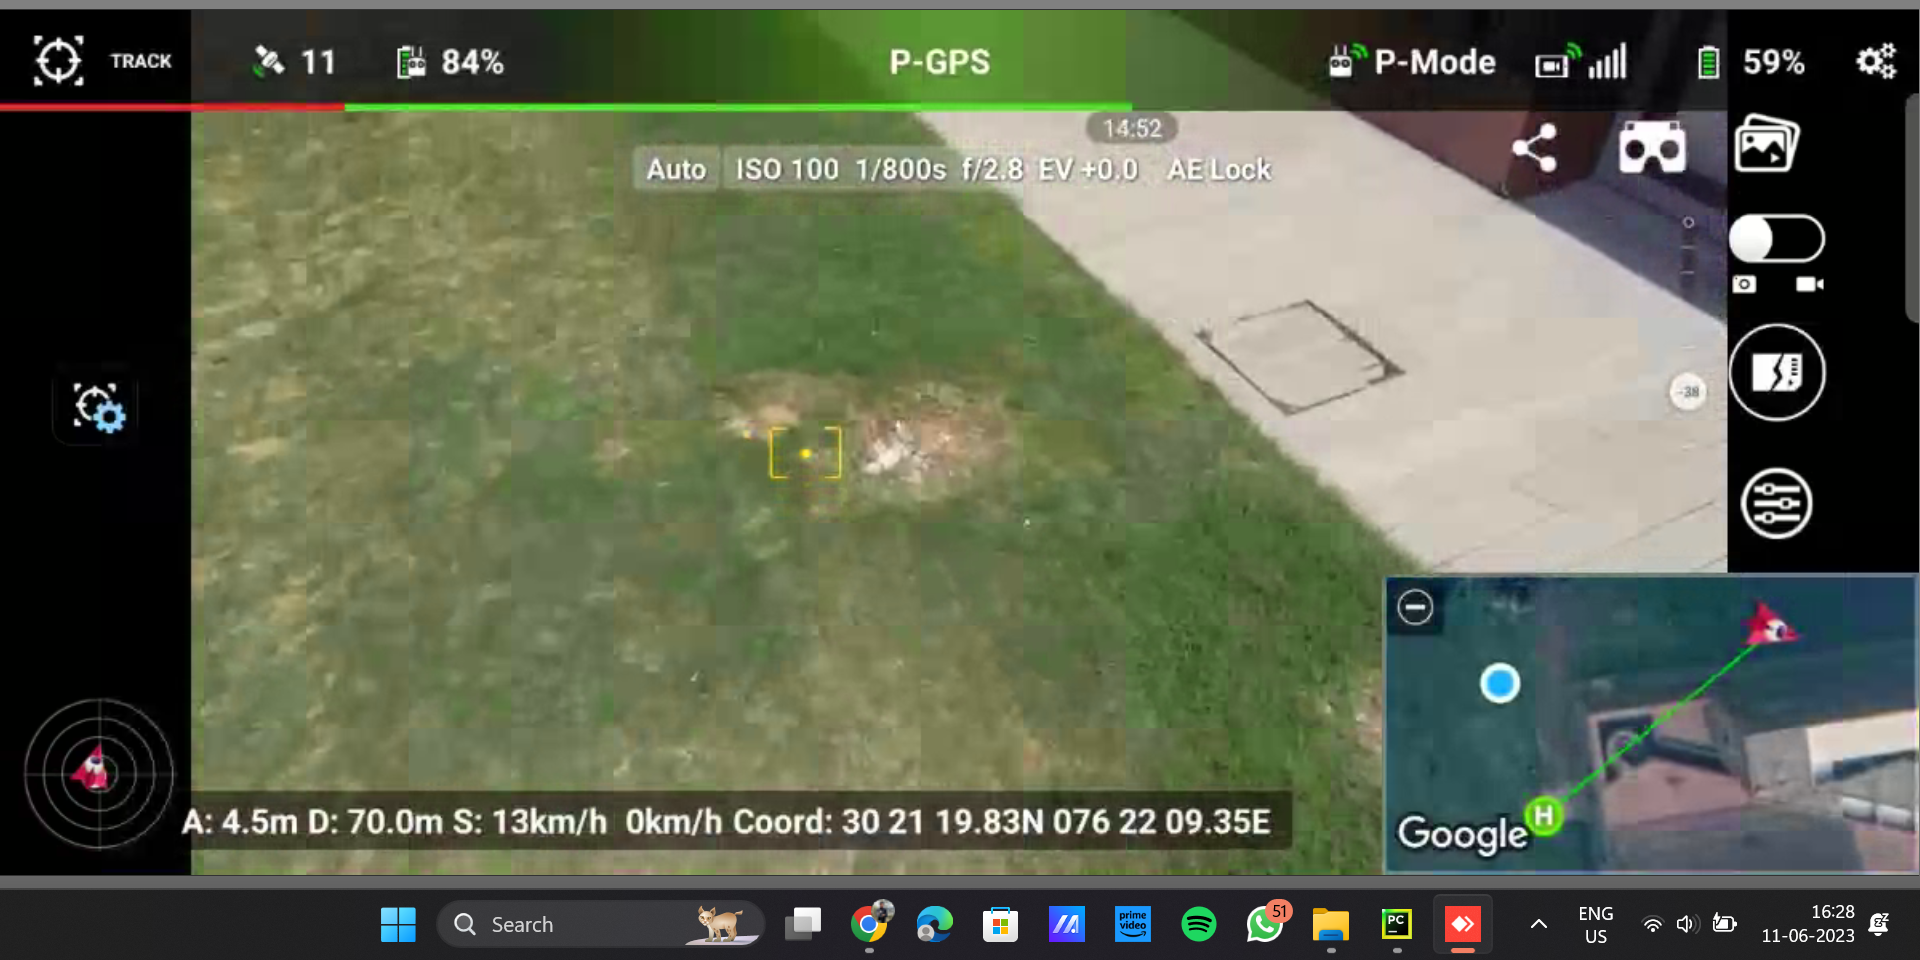 TRACK 11 84% P-GPS P-Mode 59%
14:52
Auto ISO 100 1/800s f/2.8 EV +0.0 AE Lock
-38
A: 4.5m D: 70.0m S: 13km/h 0km/h Coord: 30 21 19.83N 076 22 09.35E
H
Google
Search
prime
video
51
PC
ENG
US
16:28
11-06-2023